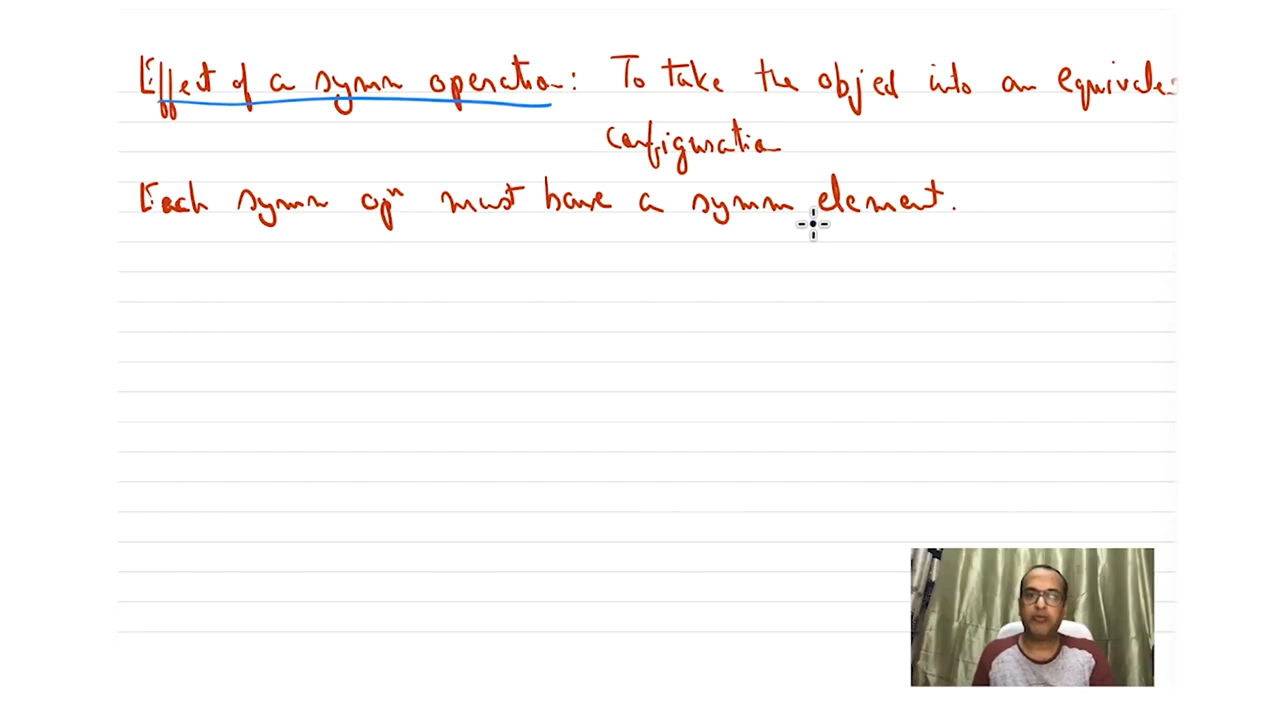 Effect of a symm operation: To take the object into an equivale
configuration
Each symm opⁿ must have a symm element.